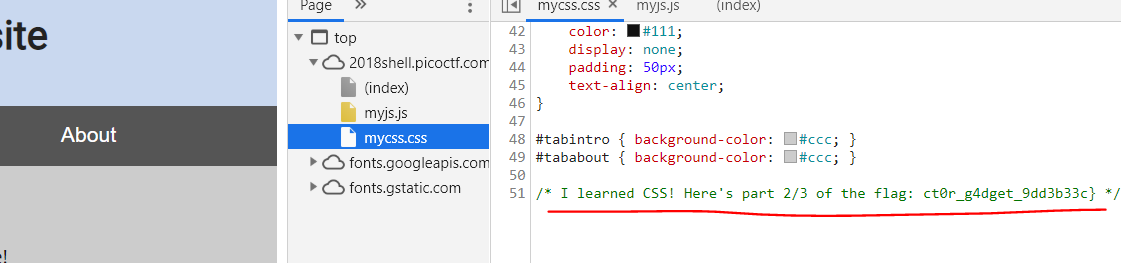 site
About
e!
Page
top
2018shell.picoctf.com
(index)
myjs.js
mycss.css
fonts.googleapis.com
fonts.gstatic.com
mycss.css × myjs.js (index)
42 color: #111;
43 display: none;
44 padding: 50px;
45 text-align: center;
46 }
47
48 #tabintro { background-color: #ccc; }
49 #tababout { background-color: #ccc; }
50
51 /* I learned CSS! Here's part 2/3 of the flag: ct0r_g4dget_9dd3b33c} */